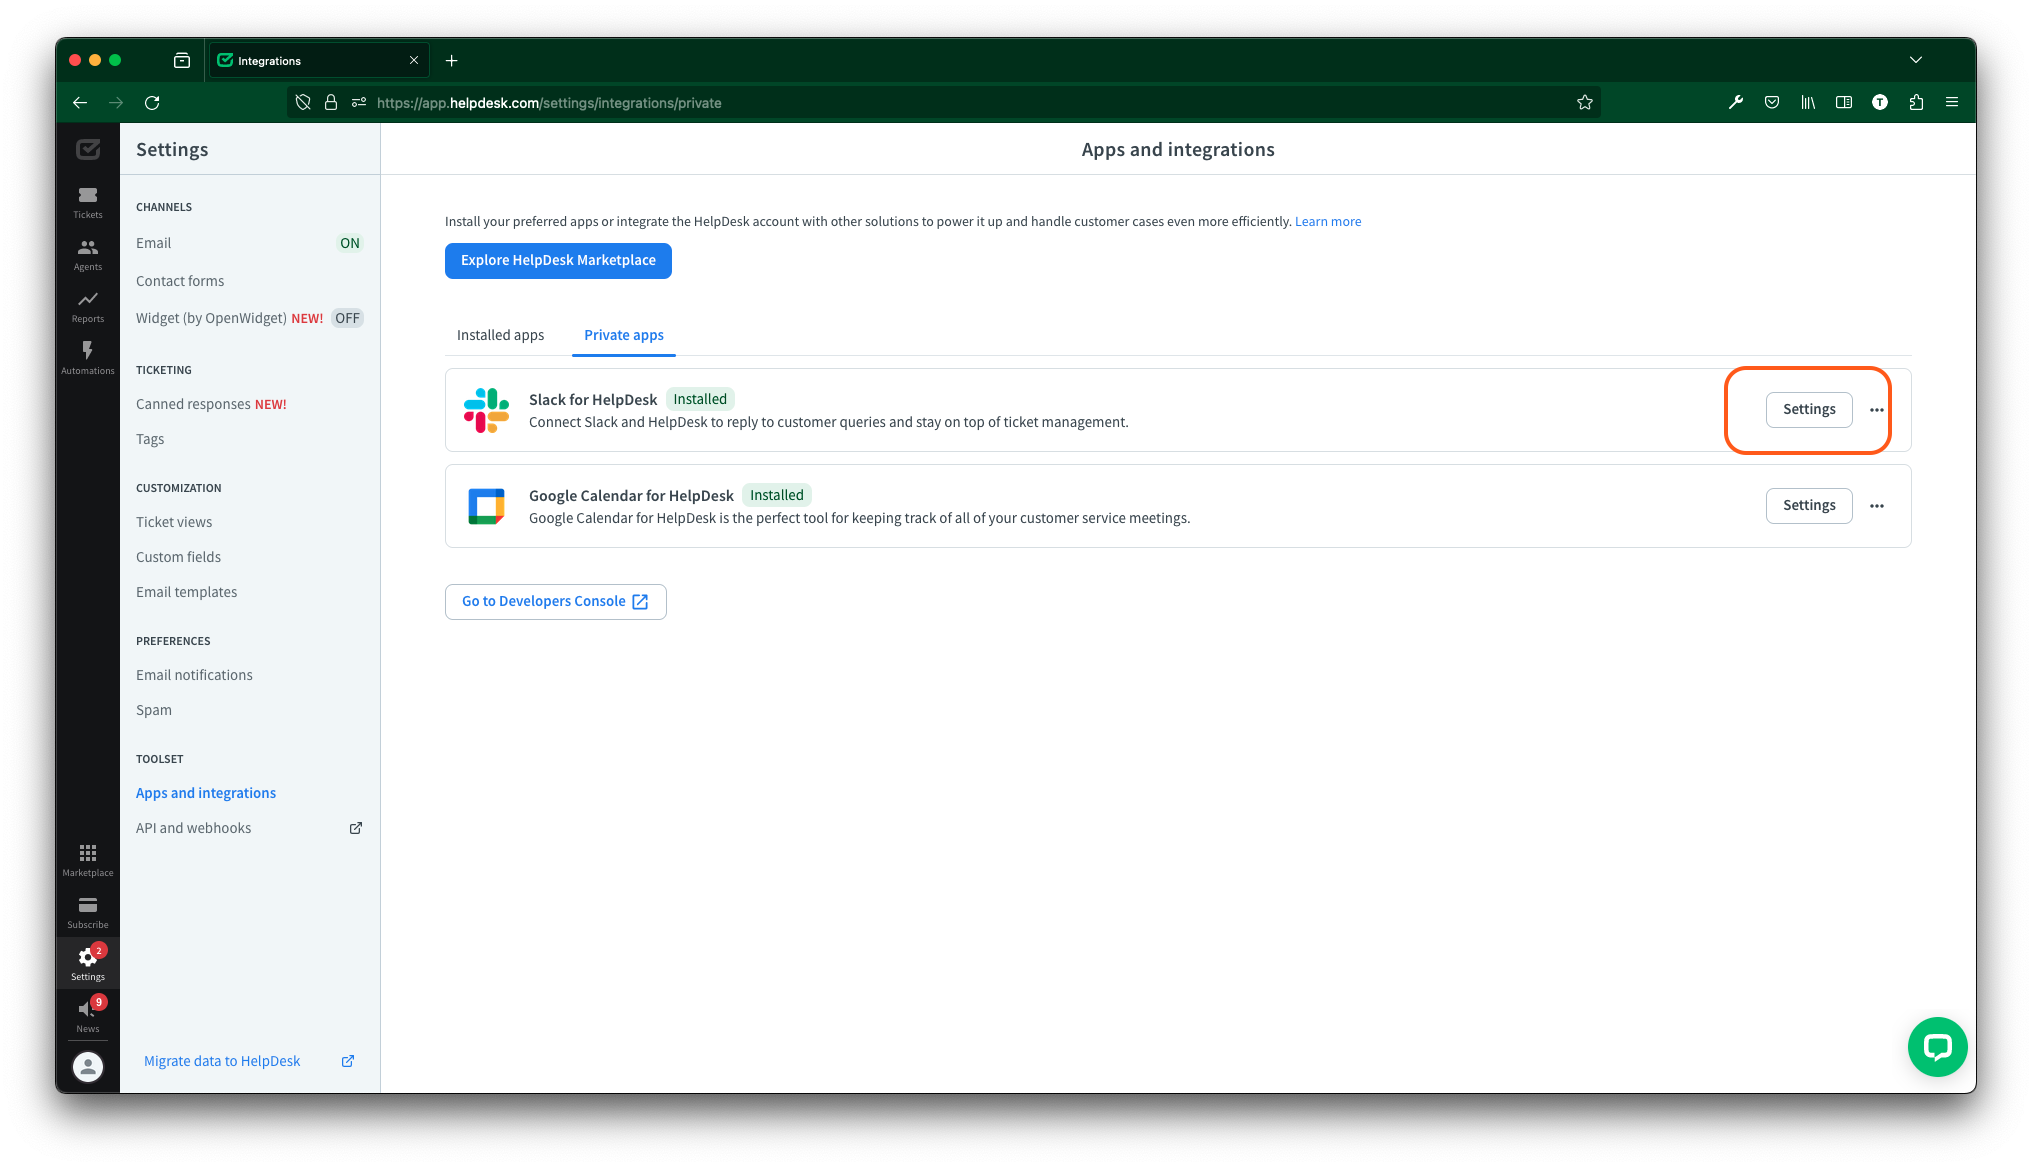 Integrations
https://app.helpdesk.com/settings/integrations/private
T
Tickets
Agents
Reports
Automations
Marketplace
Subscribe
2
Settings
9
News
Settings
CHANNELS
Email ON
Contact forms
Widget (by OpenWidget) NEW! OFF
TICKETING
Canned responses NEW!
Tags
CUSTOMIZATION
Ticket views
Custom fields
Email templates
PREFERENCES
Email notifications
Spam
TOOLSET
Apps and integrations
API and webhooks
Migrate data to HelpDesk
Apps and integrations
Install your preferred apps or integrate the HelpDesk account with other solutions to power it up and handle customer cases even more efficiently. Learn more
Explore HelpDesk Marketplace
Installed apps Private apps
Slack for HelpDesk Installed
Connect Slack and HelpDesk to reply to customer queries and stay on top of ticket management.
Settings
Google Calendar for HelpDesk Installed
Google Calendar for HelpDesk is the perfect tool for keeping track of all of your customer service meetings.
Settings
Go to Developers Console